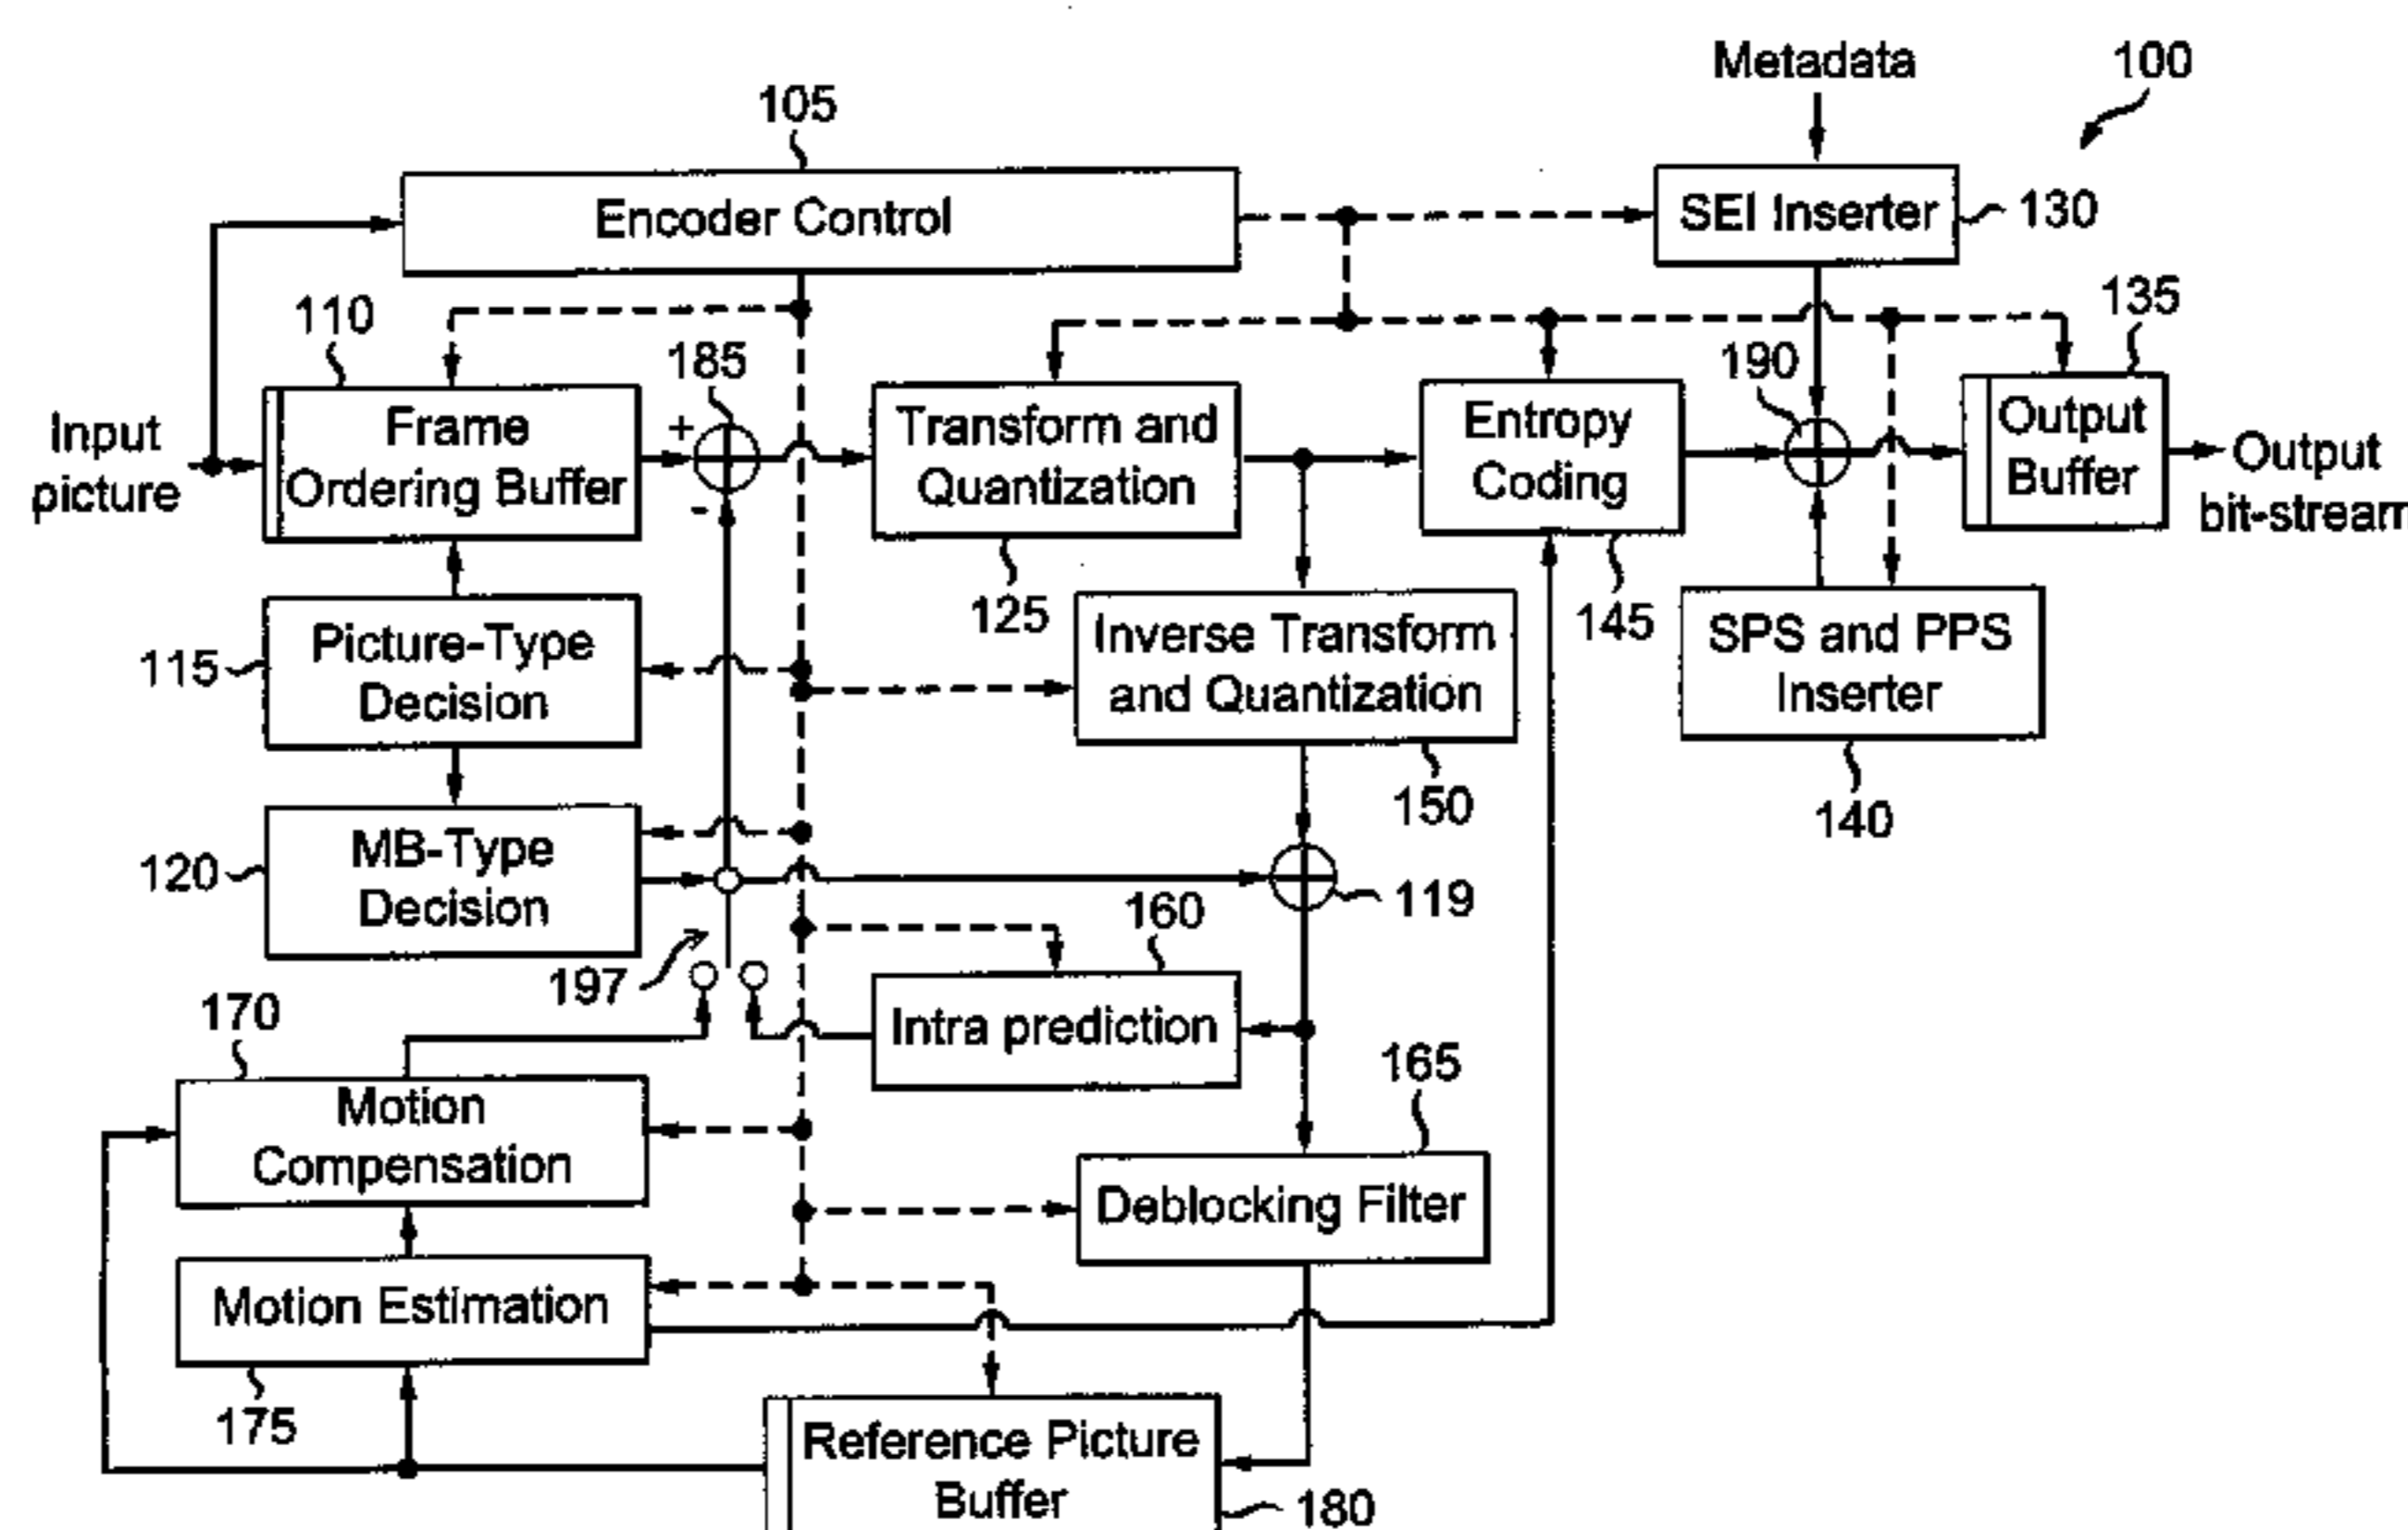 Metadata
100
105
Encoder Control
SEI Inserter
130
110
185
190
135
Input
picture
Frame
Ordering Buffer
+
-
Transform and
Quantization
Entropy
Coding
Output
Buffer
Output
bit-stream
125
145
115
Picture-Type
Decision
Inverse Transform
and Quantization
SPS and PPS
Inserter
150
140
120
MB-Type
Decision
119
160
197
170
Intra prediction
165
Motion
Compensation
Deblocking Filter
Motion Estimation
175
Reference Picture
Buffer
180